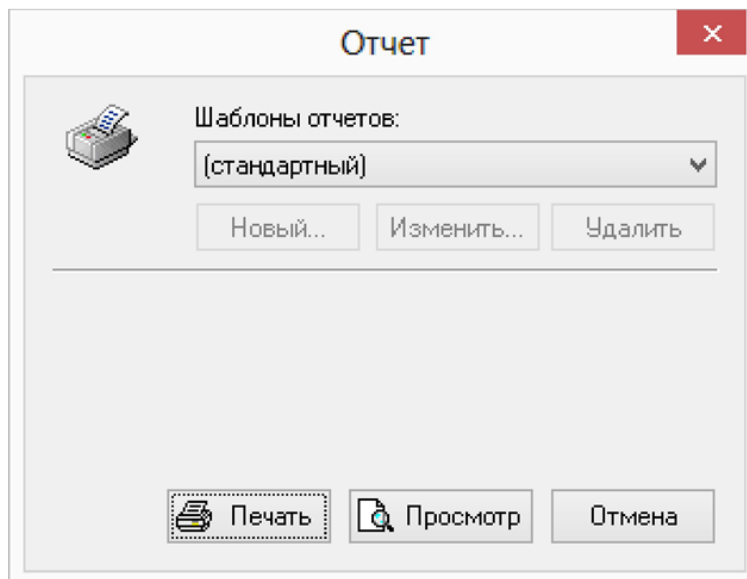 Отчет
Шаблоны отчетов:
(стандартный)
Новый... Изменить... Удалить
Печать Просмотр Отмена